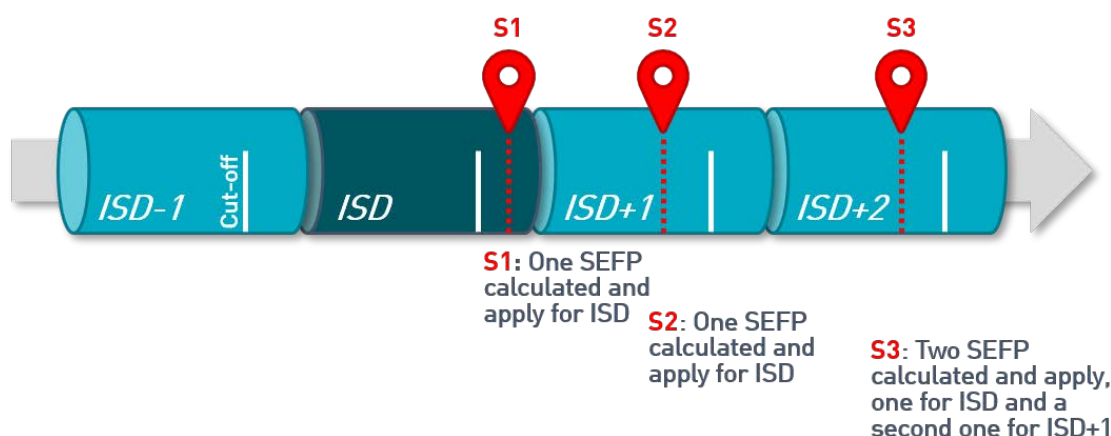 S1
S2
S3
ISD-1
Cut-off
ISD
ISD+1
ISD+2
S1: One SEFP
calculated and
apply for ISD
S2: One SEFP
calculated and
apply for ISD
S3: Two SEFP
calculated and apply,
one for ISD and a
second one for ISD+1